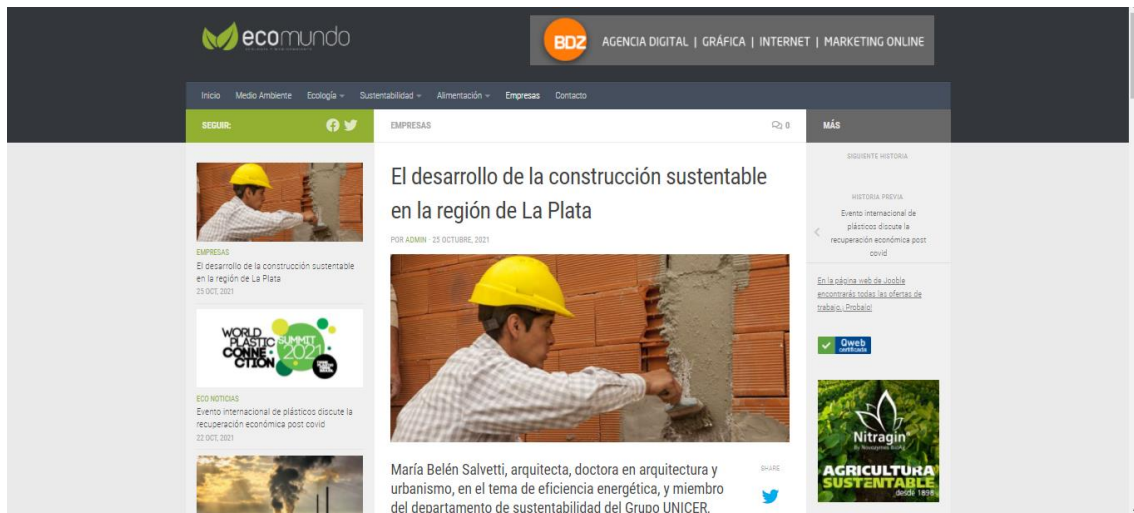 ecomundo
BDZ
AGENCIA DIGITAL | GRÁFICA | INTERNET | MARKETING ONLINE
Inicio Medio Ambiente Ecología Sustentabilidad Alimentación Empresas Contacto
SEGUIR:
EMPRESAS
El desarrollo de la construcción sustentable
en la región de La Plata
25 OCT, 2021
WORLD
PLASTIC
CONNE
CTION
SUMMIT
2021
ECO NOTICIAS
Evento internacional de plásticos discute la
recuperación económica post covid
22 OCT, 2021
EMPRESAS
0
El desarrollo de la construcción sustentable
en la región de La Plata
POR ADMIN · 25 OCTUBRE, 2021
María Belén Salvetti, arquitecta, doctora en arquitectura y
urbanismo, en el tema de eficiencia energética, y miembro
del departamento de sustentabilidad del Grupo UNICER,
SHARE
MÁS
SIGUIENTE HISTORIA
HISTORIA PREVIA
Evento internacional de
plásticos discute la
recuperación económica post
covid
En la página web de Jooble
encontrarás todas las ofertas de
trabajo.¡ Probalo!
Qweb
certificada
Nitragin
AGRICULTURA
SUSTENTABLE
desde 1898